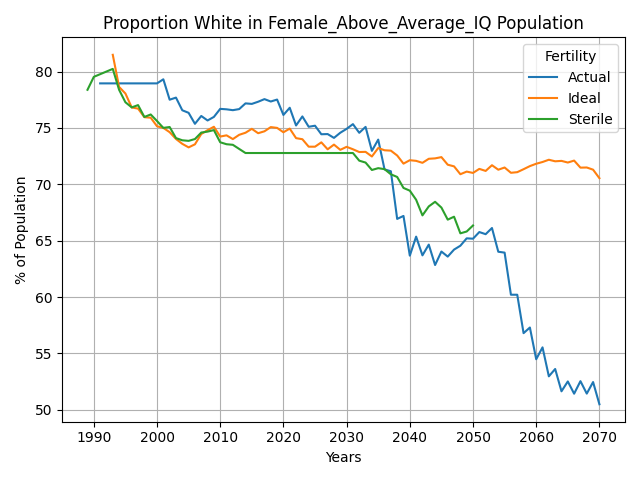 Proportion White in Female_Above_Average_IQ Population
Fertility
Actual
Ideal
Sterile
% of Population
80
75
70
65
60
55
50
1990
2000
2010
2020
2030
2040
2050
2060
2070
Years